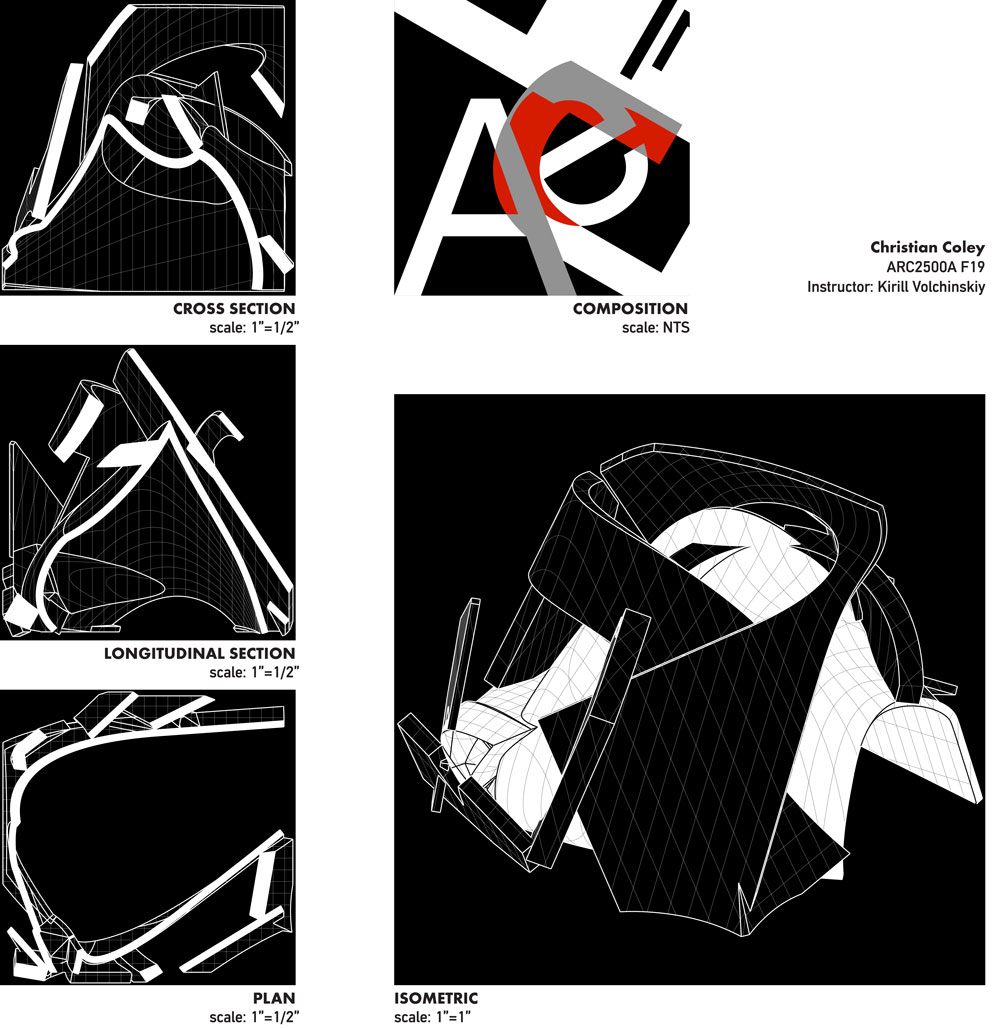 Christian Coley
ARC2500A F19
Instructor: Kirill Volchinskiy
CROSS SECTION
scale: 1”=1/2”
COMPOSITION
scale: NTS
LONGITUDINAL SECTION
scale: 1”=1/2”
PLAN
scale: 1”=1/2”
ISOMETRIC
scale: 1”=1”